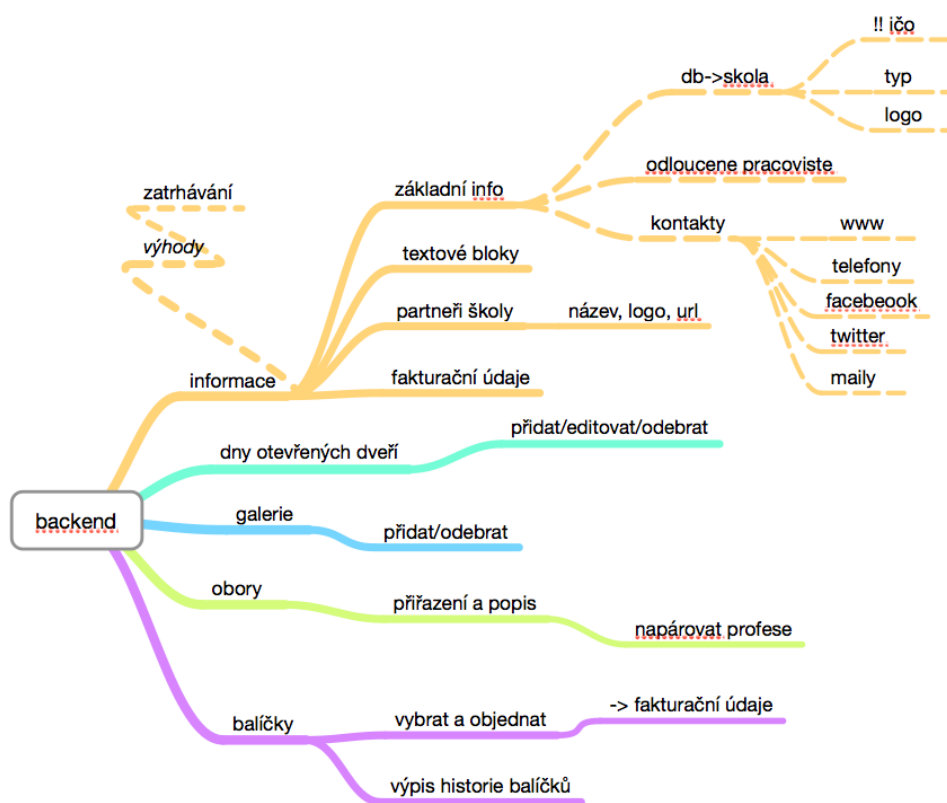 !! ičo
db->skola
typ
logo
odloucene pracoviste
zatrhávání
základní info
kontakty
www
výhody
textové bloky
telefony
partneři školy
název, logo, url
facebeook
twitter
informace
fakturační údaje
maily
dny otevřených dveří
přidat/editovat/odebrat
backend
galerie
přidat/odebrat
obory
přiřazení a popis
napárovat profese
balíčky
vybrat a objednat
-> fakturační údaje
výpis historie balíčků